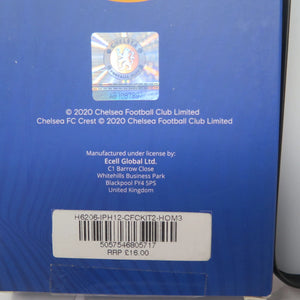 © 2020 Chelsea Football Club Limited
Chelsea FC Crest © 2020 Chelsea Football Club Limited
Manufactured under license by:
Ecell Global Ltd.
C1 Barrow Close
Whitehills Business Park
Blackpool FY4 5PS
United Kingdom
H6206-IPH12-CFCKIT2-HOM3
5057546805717
RRP £16.00